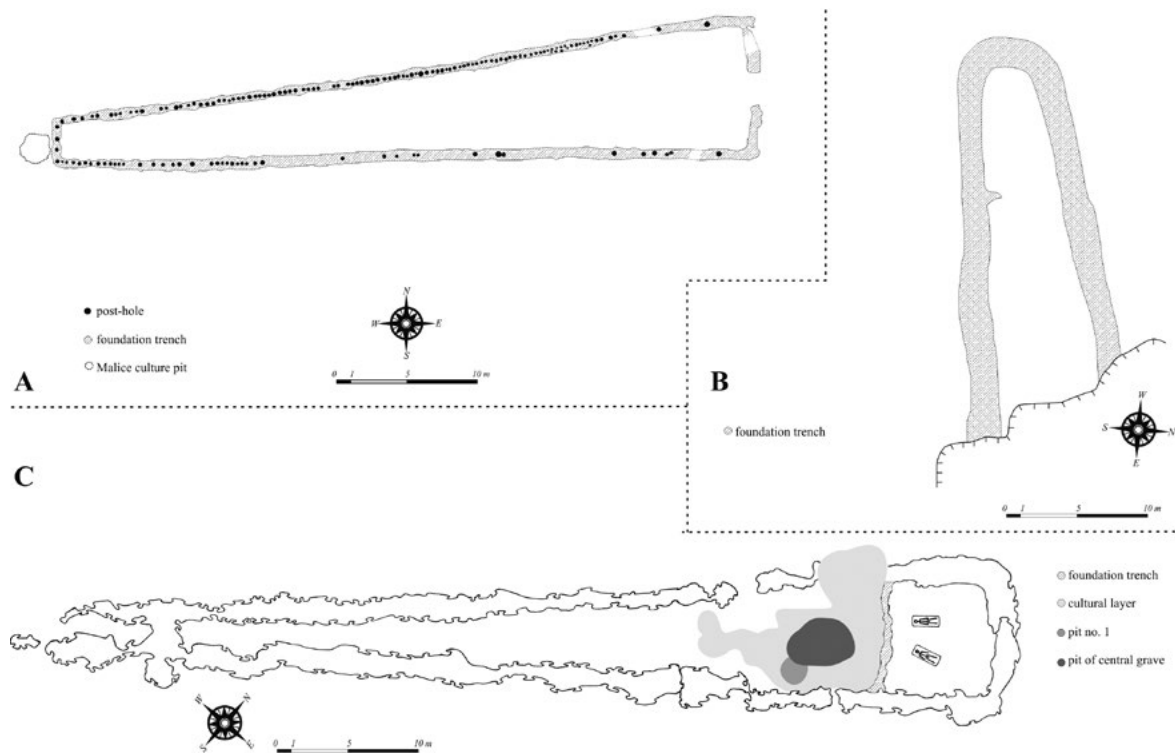 N
W E
S
post-hole
foundation trench
Malice culture pit
0 1 5 10 m
A
B
foundation trench
W
S N
E
0 1 5 10 m
C
W N
S E
0 1 5 10 m
foundation trench
cultural layer
pit no. 1
pit of central grave